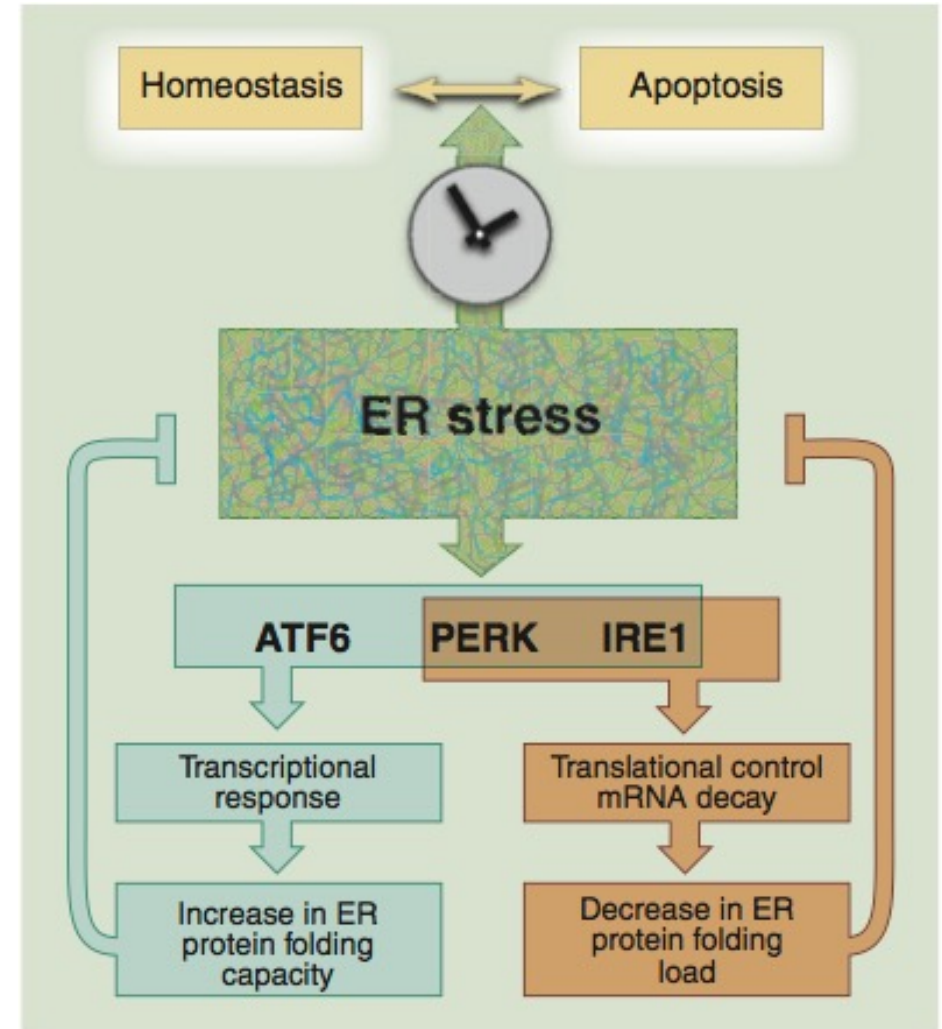 Homeostasis
Apoptosis
ER stress
ATF6 PERK IRE1
Transcriptional
response
Translational control
mRNA decay
Increase in ER
protein folding
capacity
Decrease in ER
protein folding
load